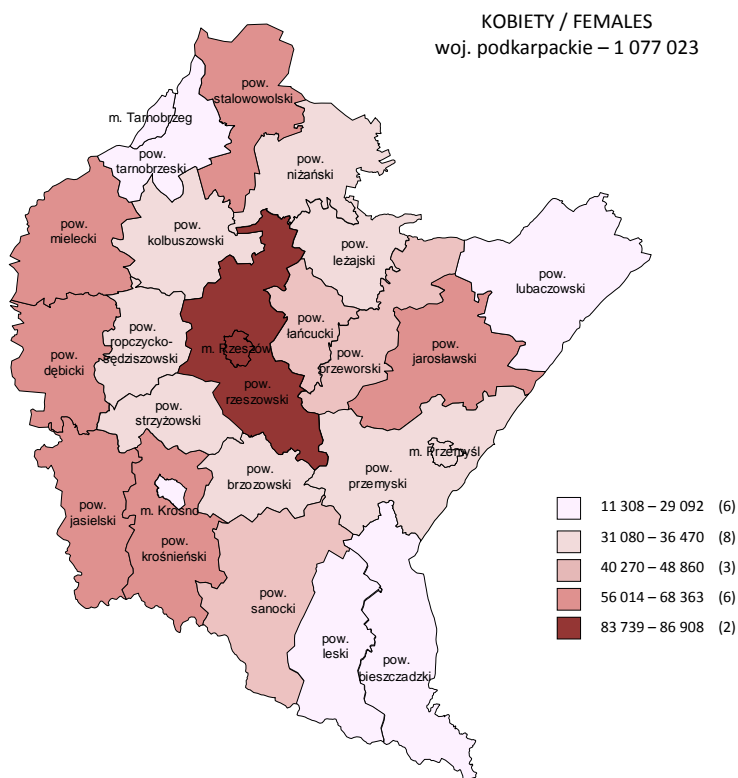 KOBIETY / FEMALES
woj. podkarpackie – 1 077 023
pow.
stalowowolski
m. Tarnobrzeg
pow.
tarnobrzeski
pow.
niżański
pow.
mielecki
pow.
kolbuszowski
pow.
leżajski
pow.
lubaczowski
pow.
ropczycko-
sędziszowski
m. Rzeszów
pow.
łańcucki
pow.
przeworski
pow.
jarosławski
pow.
dębicki
pow.
rzeszowski
pow.
strzyżowski
m. Przemyśl
pow.
brzozowski
pow.
przemyski
pow.
jasielski
m. Krosno
pow.
krośnieński
pow.
sanocki
pow.
leski
pow.
bieszczadzki
11 308 – 29 092 (6)
31 080 – 36 470 (8)
40 270 – 48 860 (3)
56 014 – 68 363 (6)
83 739 – 86 908 (2)